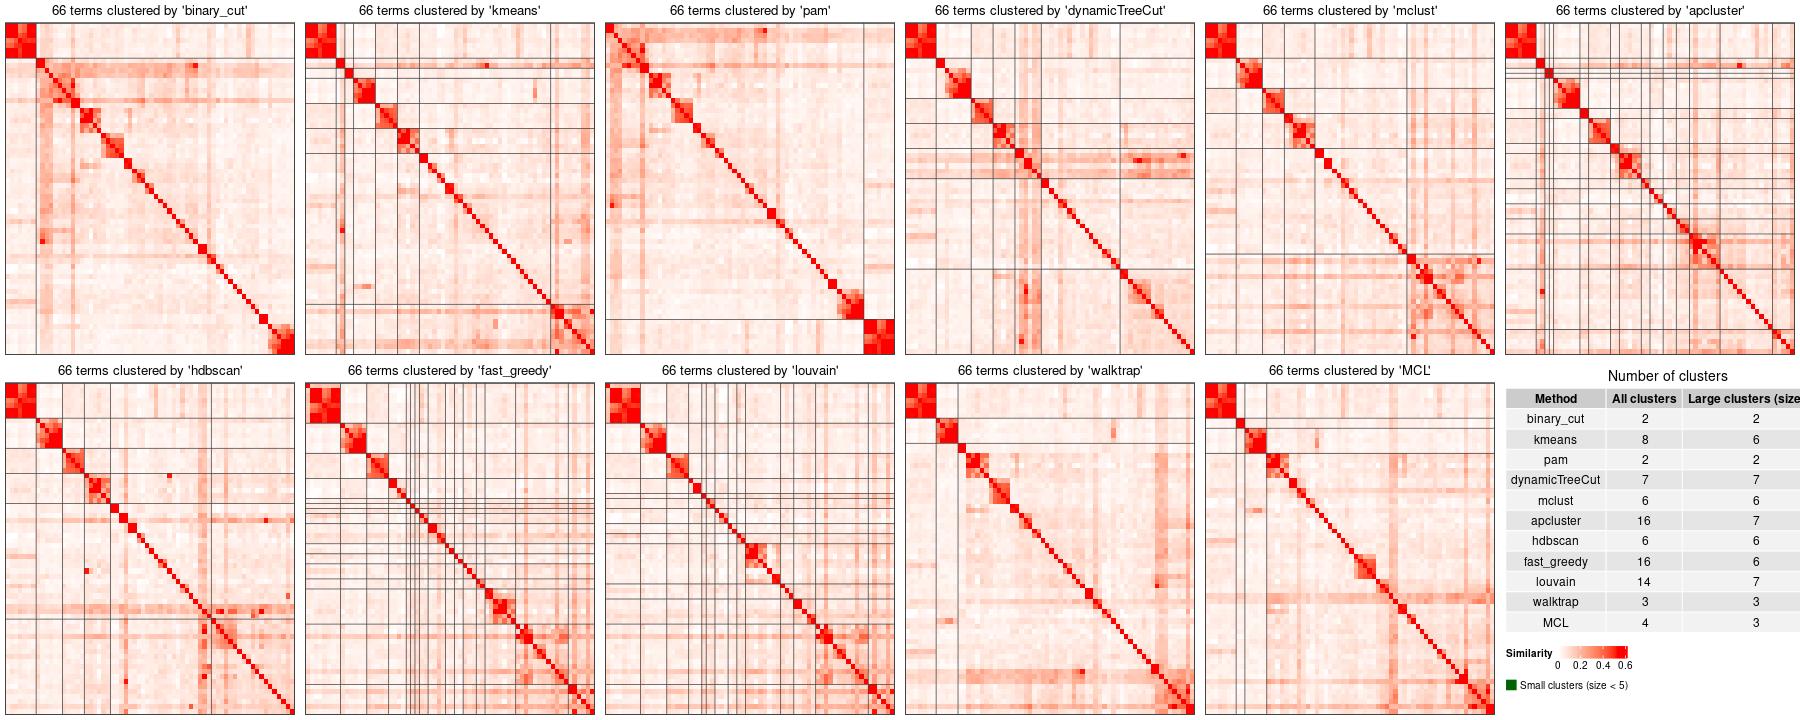 66 terms clustered by 'binary_cut'
66 terms clustered by 'kmeans'
66 terms clustered by 'pam'
66 terms clustered by 'dynamicTreeCut'
66 terms clustered by 'mclust'
66 terms clustered by 'apcluster'
66 terms clustered by 'hdbscan'
66 terms clustered by 'fast_greedy'
66 terms clustered by 'louvain'
66 terms clustered by 'walktrap'
66 terms clustered by 'MCL'
Number of clusters
Method All clusters Large clusters (size
binary_cut 2 2
kmeans 8 6
pam 2 2
dynamicTreeCut 7 7
mclust 6 6
apcluster 16 7
hdbscan 6 6
fast_greedy 16 6
louvain 14 7
walktrap 3 3
MCL 4 3
Similarity
0 0.2 0.4 0.6
Small clusters (size < 5)